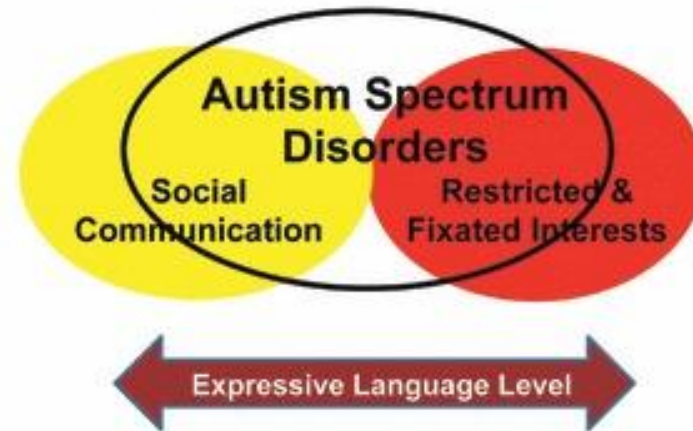 Autism Spectrum
Disorders
Social
Communication
Restricted &
Fixated Interests
Expressive Language Level